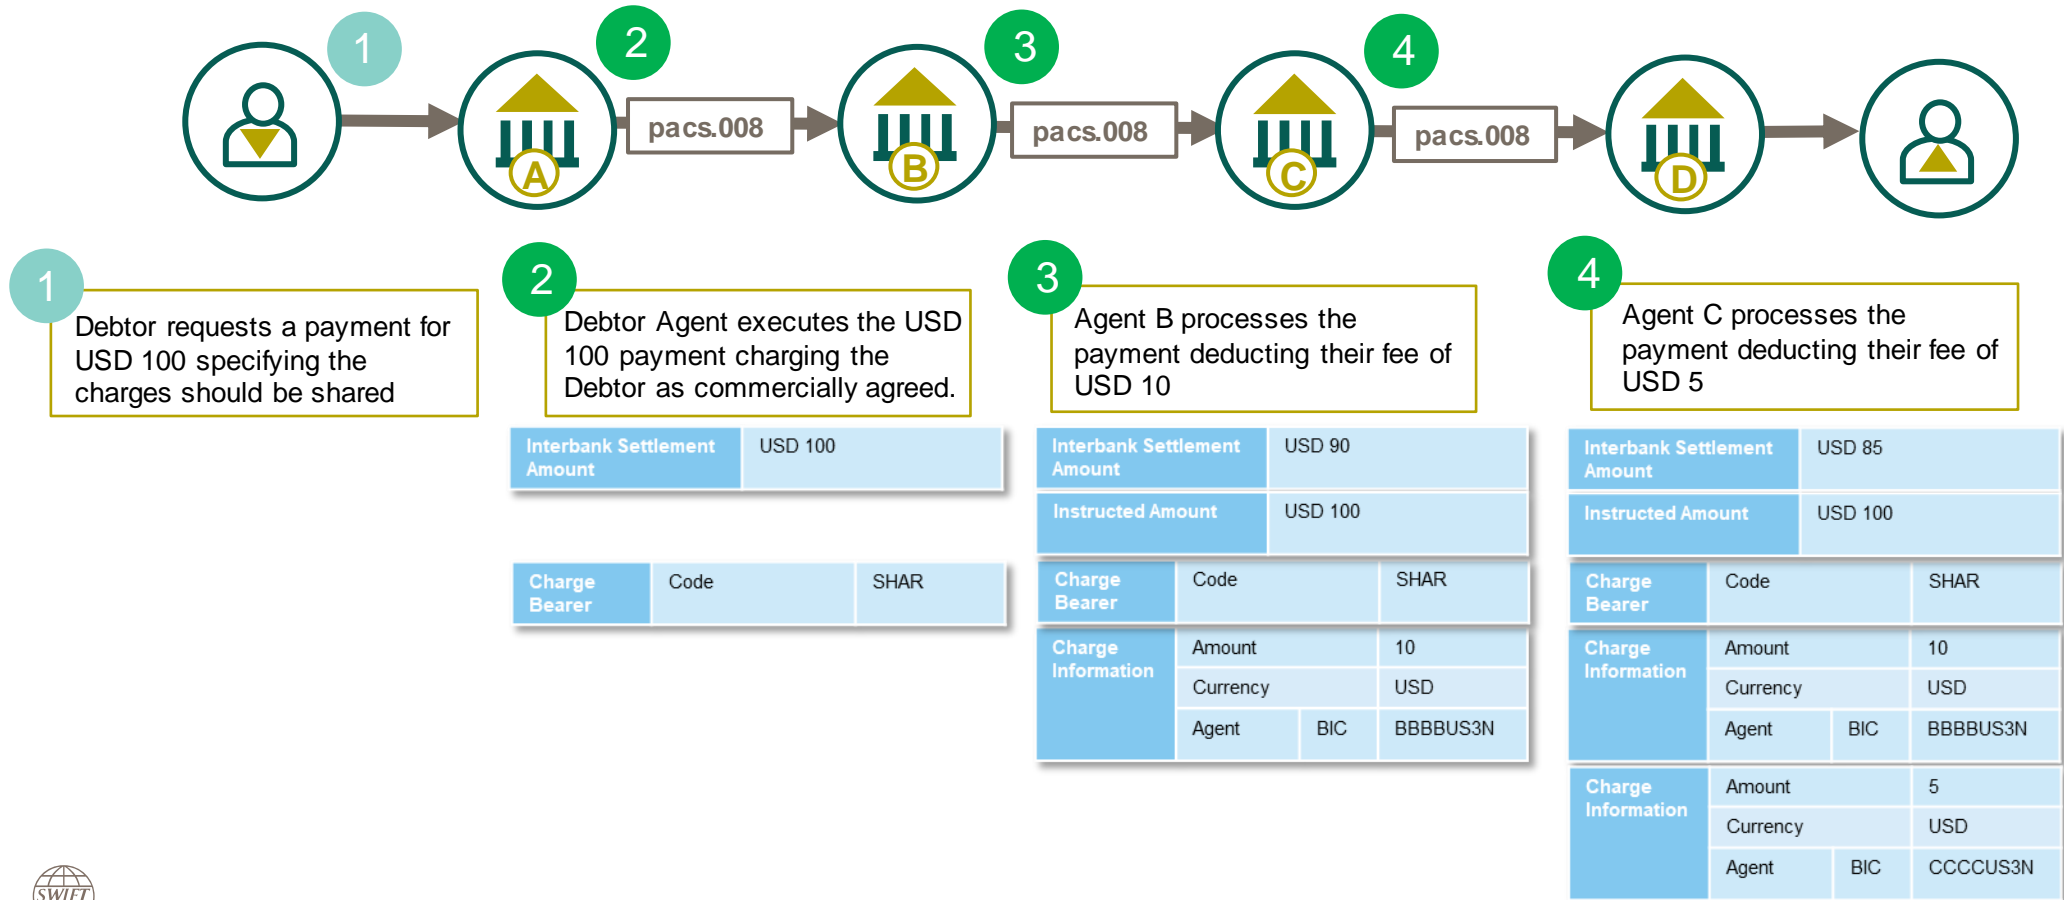 1
2
3
4
pacs.008
pacs.008
pacs.008
A
B
C
D
1
Debtor requests a payment for
USD 100 specifying the
charges should be shared
2
Debtor Agent executes the USD
100 payment charging the
Debtor as commercially agreed.
Interbank Settlement
Amount
USD 100
Charge
Bearer
Code
SHAR
3
Agent B processes the
payment deducting their fee of
USD 10
Interbank Settlement
Amount
USD 90
Instructed Amount
USD 100
Charge
Bearer
Code
SHAR
Charge
Information
Amount
10
Currency
USD
Agent
BIC
BBBBUS3N
4
Agent C processes the
payment deducting their fee of
USD 5
Interbank Settlement
Amount
USD 85
Instructed Amount
USD 100
Charge
Bearer
Code
SHAR
Charge
Information
Amount
10
Currency
USD
Agent
BIC
BBBBUS3N
Charge
Information
Amount
5
Currency
USD
Agent
BIC
CCCCUS3N
SWIFT